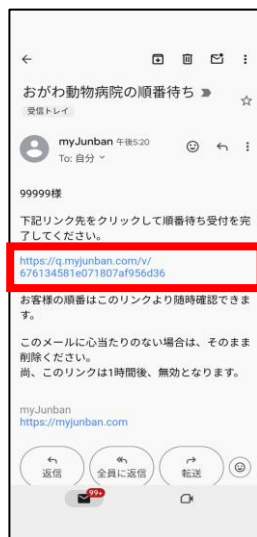 おがわ動物病院の順番待ち
受信トレイ
myJunban 午後5:20
To: 自分
99999様
下記リンク先をクリックして順番待ち受付を完
了してください。
https://q.myjunban.com/v/
676134581e071807af956d36
お客様の順番はこのリンクより随時確認できま
す。
このメールに心当たりのない場合は、そのまま
削除ください。
尚、このリンクは1時間後、無効となります。
myJunban
https://myjunban.com
返信
全員に返信
転送
99+